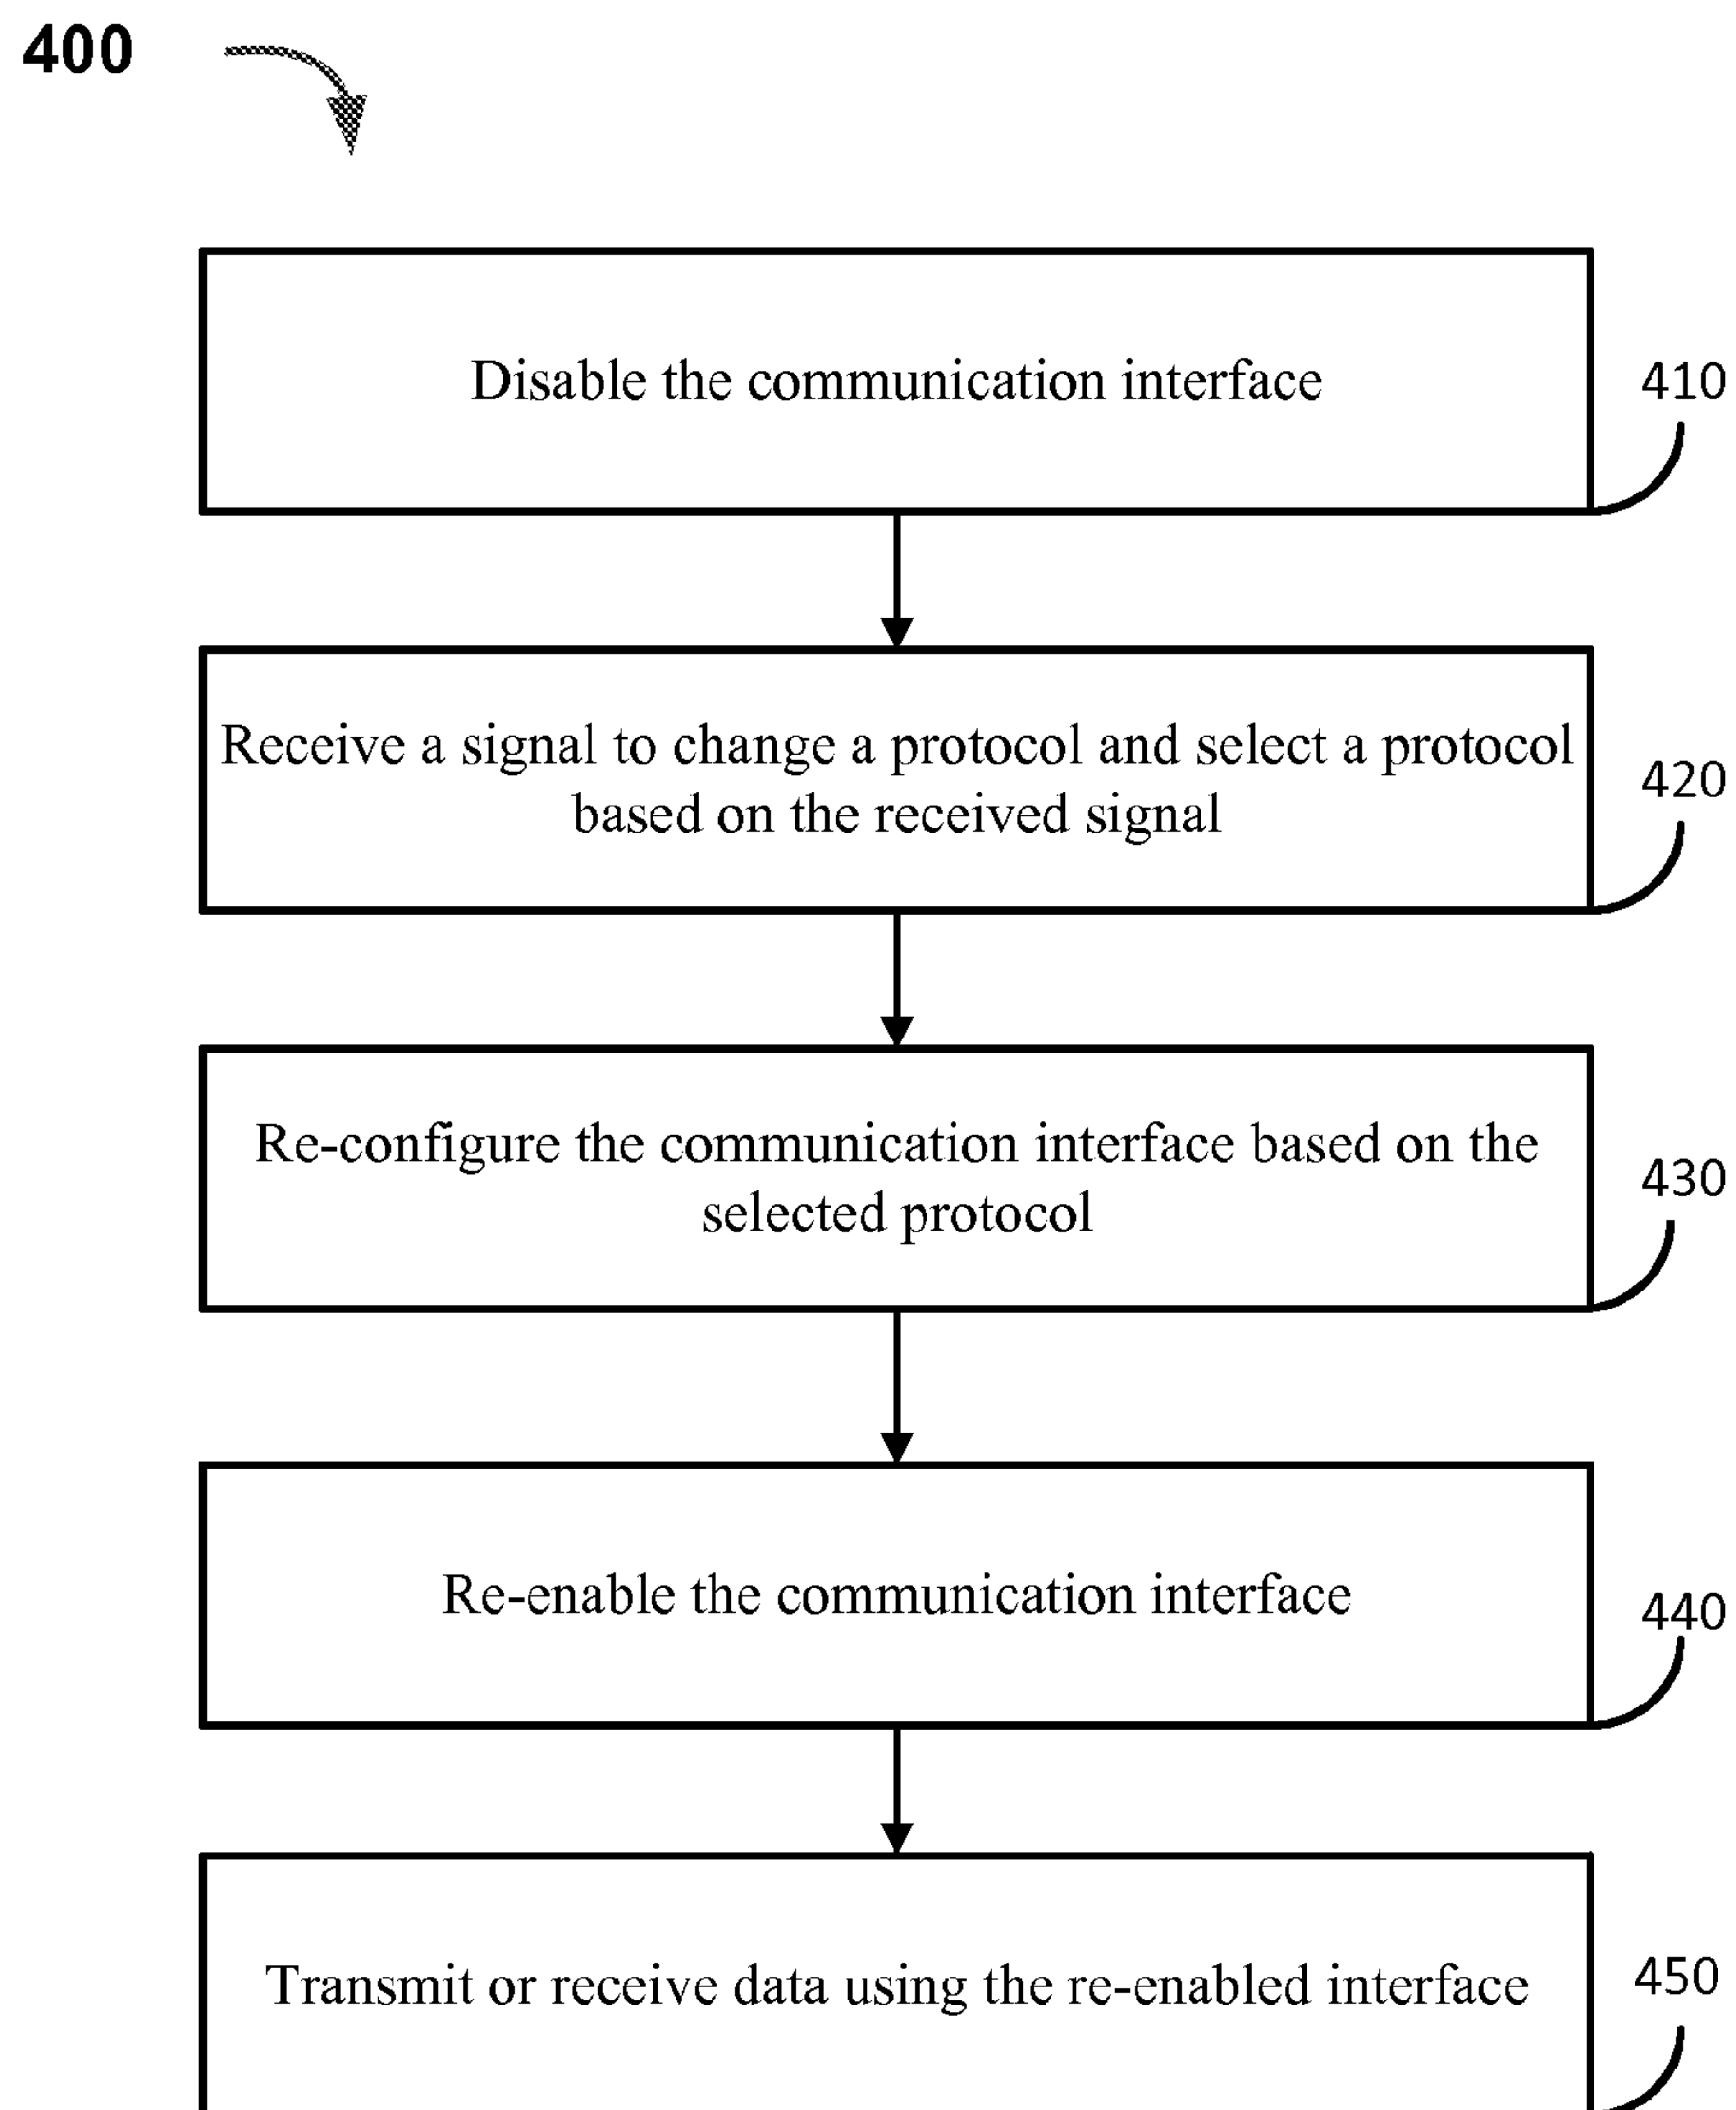 400
Disable the communication interface
410
Receive a signal to change a protocol and select a protocol
based on the received signal
420
Re-configure the communication interface based on the
selected protocol
430
Re-enable the communication interface
440
Transmit or receive data using the re-enabled interface
450